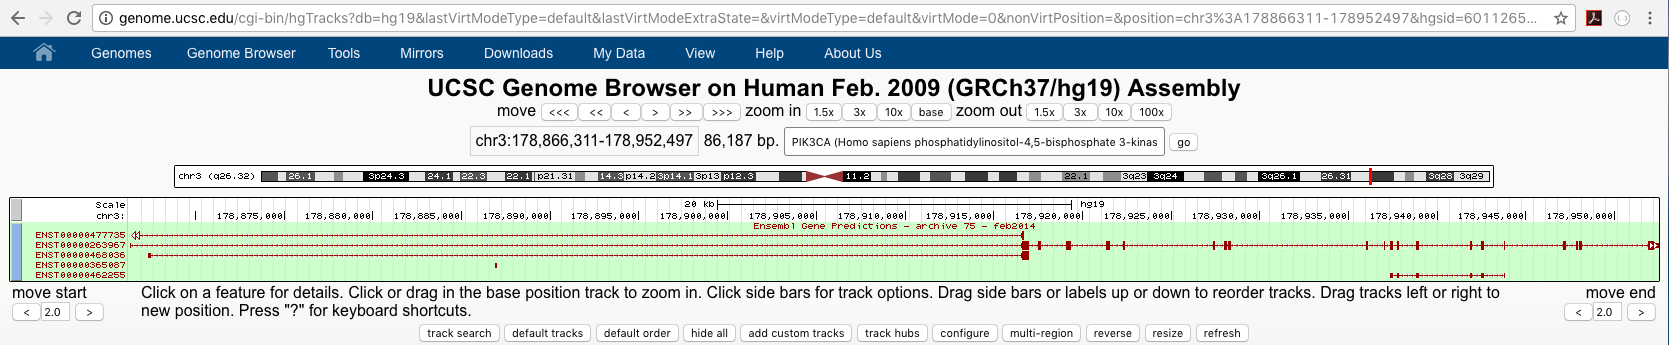 genome.ucsc.edu/cgi-bin/hgTracks?db=hg19&lastVirtModeType=default&lastVirtModeExtraState=&virtModeType=default&virtMode=0&nonVirtPosition=&position=chr3%3A178866311-178952497&hgsid=6011265...
Genomes Genome Browser Tools Mirrors Downloads My Data View Help About Us
UCSC Genome Browser on Human Feb. 2009 (GRCh37/hg19) Assembly
move <<< << < > >> >>> zoom in 1.5x 3x 10x base zoom out 1.5x 3x 10x 100x
chr3:178,866,311-178,952,497 86,187 bp. PIK3CA (Homo sapiens phosphatidylinositol-4,5-bisphosphate 3-kinas go
chr3 (q26.32) 26.1 3p24.3 24.1 22.3 22.1 p21.31 14.3 p14.2 3p14.1 3p13 p12.3 11.2 22.1 3q23 3q24 3q26.1 26.31 3q28 3q29
Scale 20 kb hg19
chr3: 178,875,000 178,880,000 178,885,000 178,890,000 178,895,000 178,900,000 178,905,000 178,910,000 178,915,000 178,920,000 178,925,000 178,930,000 178,935,000 178,940,000 178,945,000 178,950,000
Ensembl Gene Predictions - archive 75 - feb2014
ENST00000477735
ENST00000263967
ENST00000468036
ENST00000365087
ENST00000462255
move start Click on a feature for details. Click or drag in the base position track to zoom in. Click side bars for track options. Drag side bars or labels up or down to reorder tracks. Drag tracks left or right to move end
< 2.0 > new position. Press "?" for keyboard shortcuts. < 2.0 >
track search default tracks default order hide all add custom tracks track hubs configure multi-region reverse resize refresh